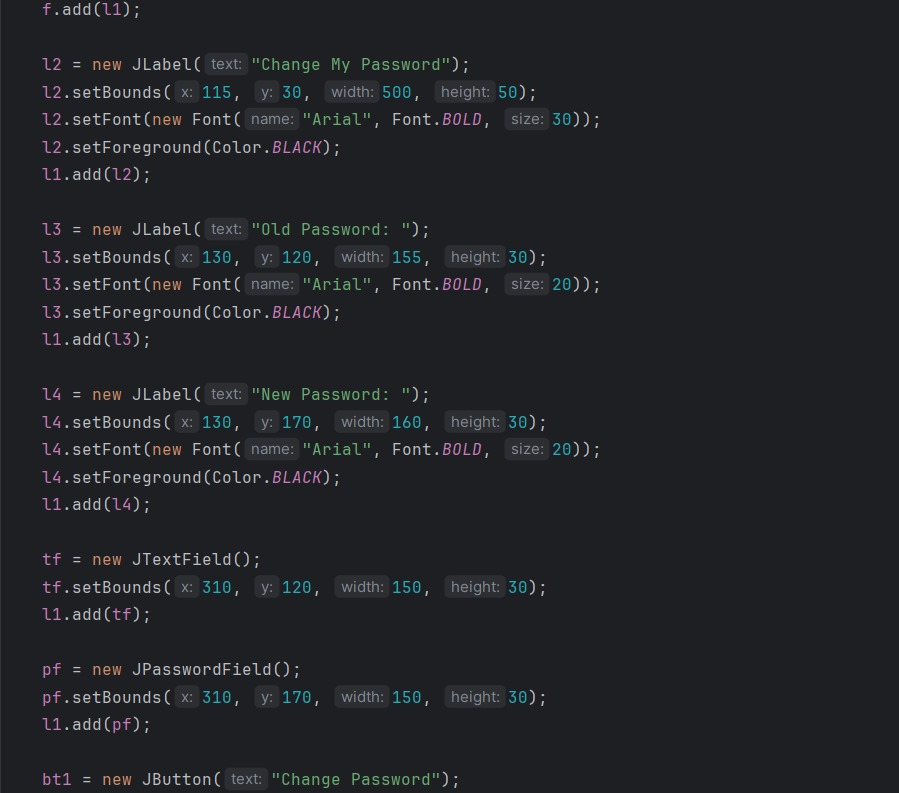 f.add(l1);
l2 = new JLabel( text: "Change My Password");
l2.setBounds( x: 115, y: 30, width: 500, height: 50);
l2.setFont(new Font( name: "Arial", Font.BOLD, size: 30));
l2.setForeground(Color.BLACK);
l1.add(l2);
l3 = new JLabel( text: "Old Password: ");
l3.setBounds( x: 130, y: 120, width: 155, height: 30);
l3.setFont(new Font( name: "Arial", Font.BOLD, size: 20));
l3.setForeground(Color.BLACK);
l1.add(l3);
l4 = new JLabel( text: "New Password: ");
l4.setBounds( x: 130, y: 170, width: 160, height: 30);
l4.setFont(new Font( name: "Arial", Font.BOLD, size: 20));
l4.setForeground(Color.BLACK);
l1.add(l4);
tf = new JTextField();
tf.setBounds( x: 310, y: 120, width: 150, height: 30);
l1.add(tf);
pf = new JPasswordField();
pf.setBounds( x: 310, y: 170, width: 150, height: 30);
l1.add(pf);
bt1 = new JButton( text: "Change Password");